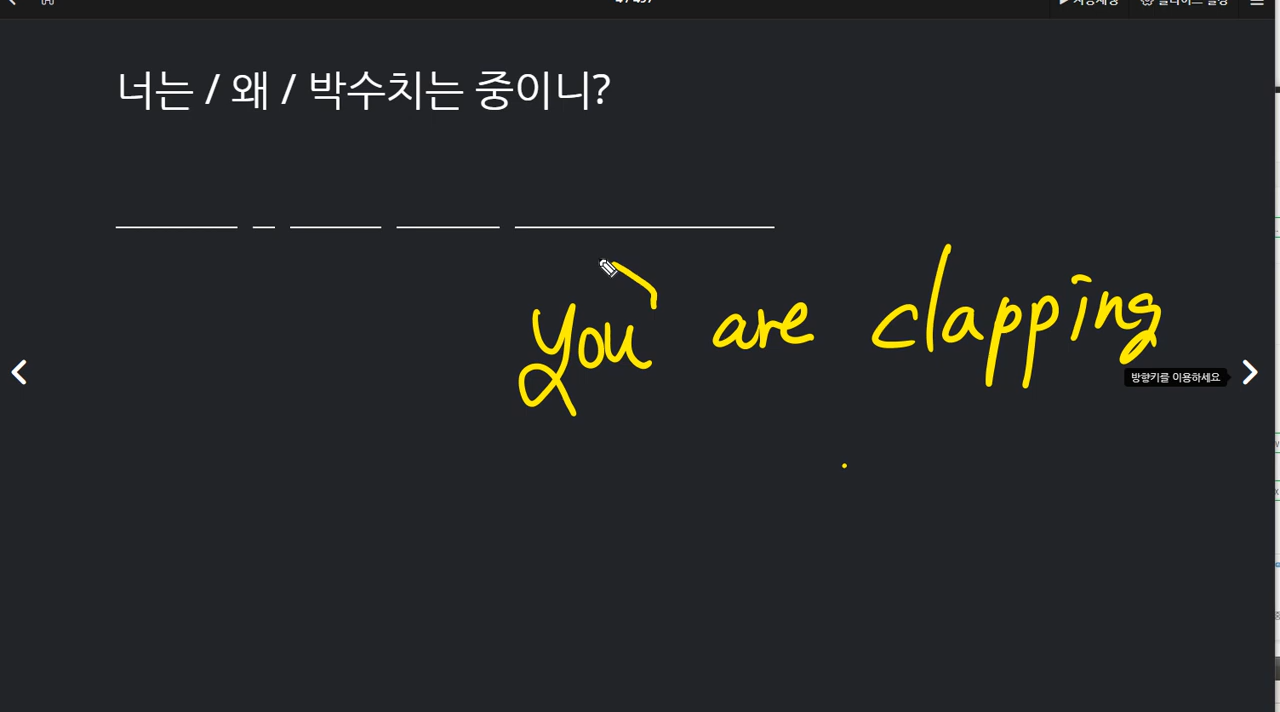 너는 / 왜 / 박수치는 중이니?
you are clapping
방향키를 이용하세요